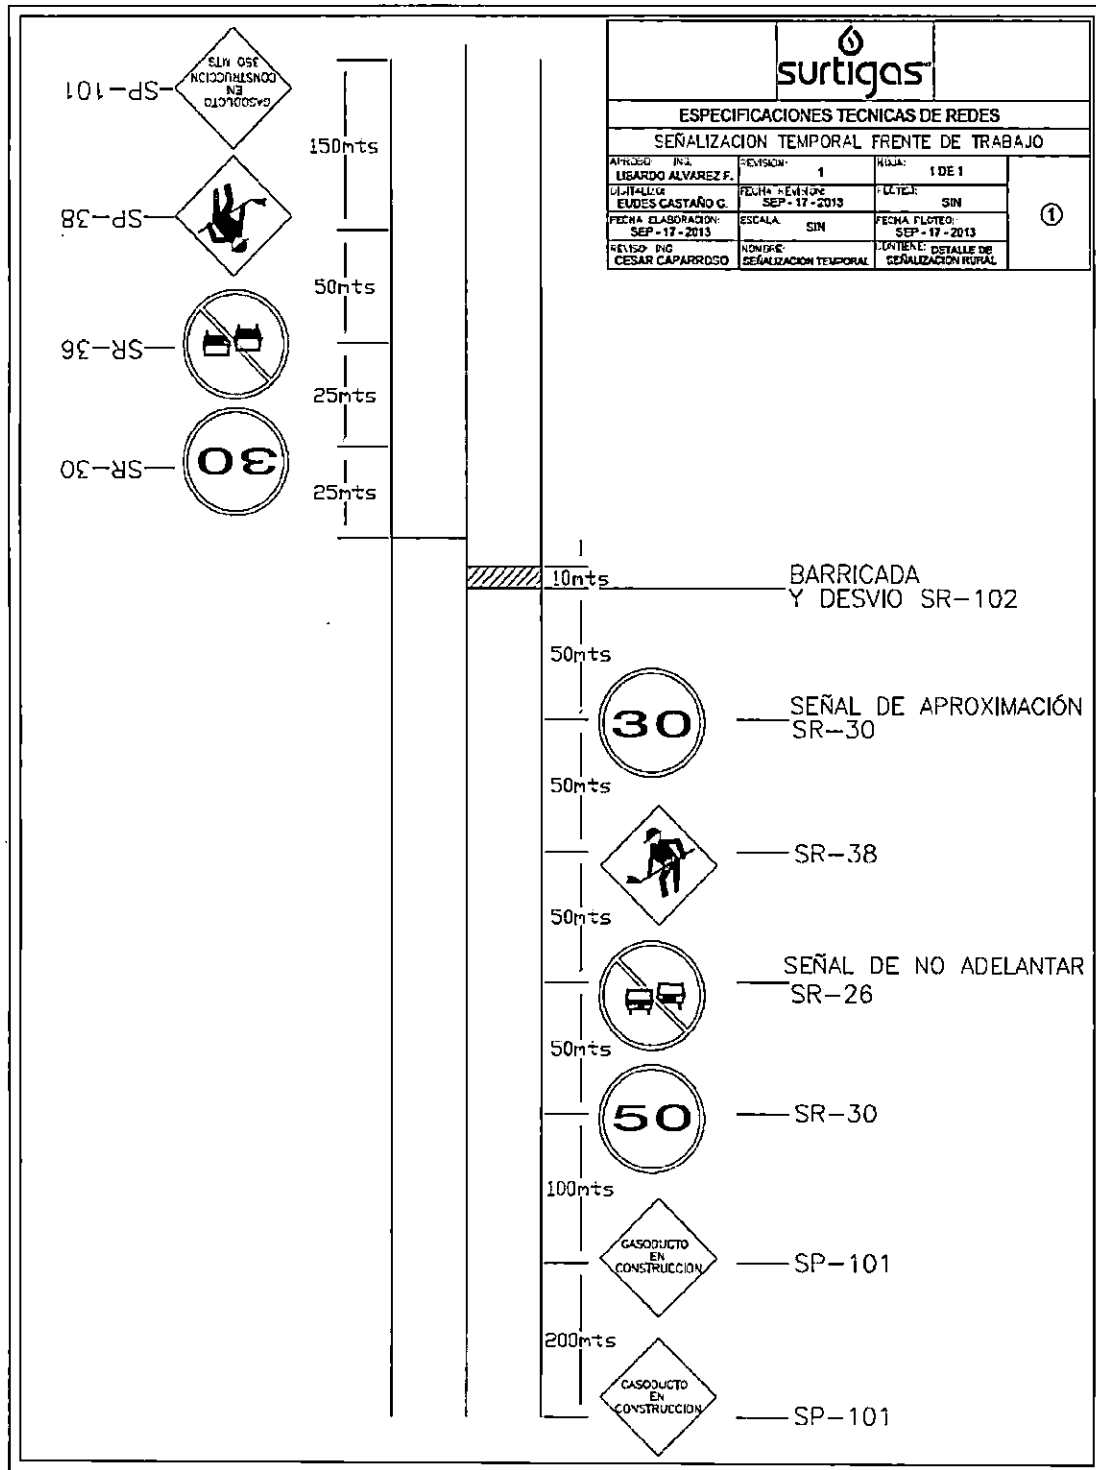 surtigas
ESPECIFICACIONES TECNICAS DE REDES
SEÑALIZACION TEMPORAL FRENTE DE TRABAJO
APROBO: ING. LIBARDO ALVAREZ F.
REVISION: 1
HOJA: 1 DE 1
DIGITALIZO: EUDES CASTAÑO G.
FECHA REVISION: SEP - 17 - 2013
PLOTEO: SIN
FECHA ELABORACION: SEP - 17 - 2013
ESCALA: SIN
FECHA PLOTEO: SEP - 17 - 2013
REVISO ING CESAR CAPARROSO
NOMBRE: SEÑALIZACION TEMPORAL
CONTIENE: DETALLE DE SEÑALIZACION RURAL
1
GASODUCTO
EN
CONSTRUCCION
350 MTS
SP-101
150mts
SP-38
50mts
SR-36
25mts
30
SR-30
25mts
10mts
BARRICADA
Y DESVIO SR-102
50mts
30
SEÑAL DE APROXIMACIÓN
SR-30
50mts
SR-38
50mts
SEÑAL DE NO ADELANTAR
SR-26
50mts
50
SR-30
100mts
GASODUCTO
EN
CONSTRUCCION
SP-101
200mts
GASODUCTO
EN
CONSTRUCCION
SP-101